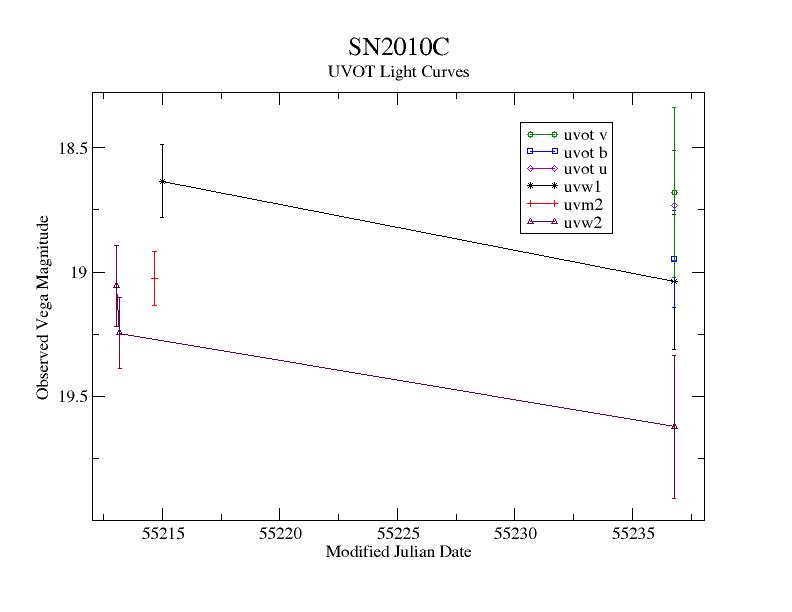 SN2010C
UVOT Light Curves
uvot v
uvot b
uvot u
uvw1
uvm2
uvw2
Observed Vega Magnitude
18.5
19
19.5
55215 55220 55225 55230 55235
Modified Julian Date